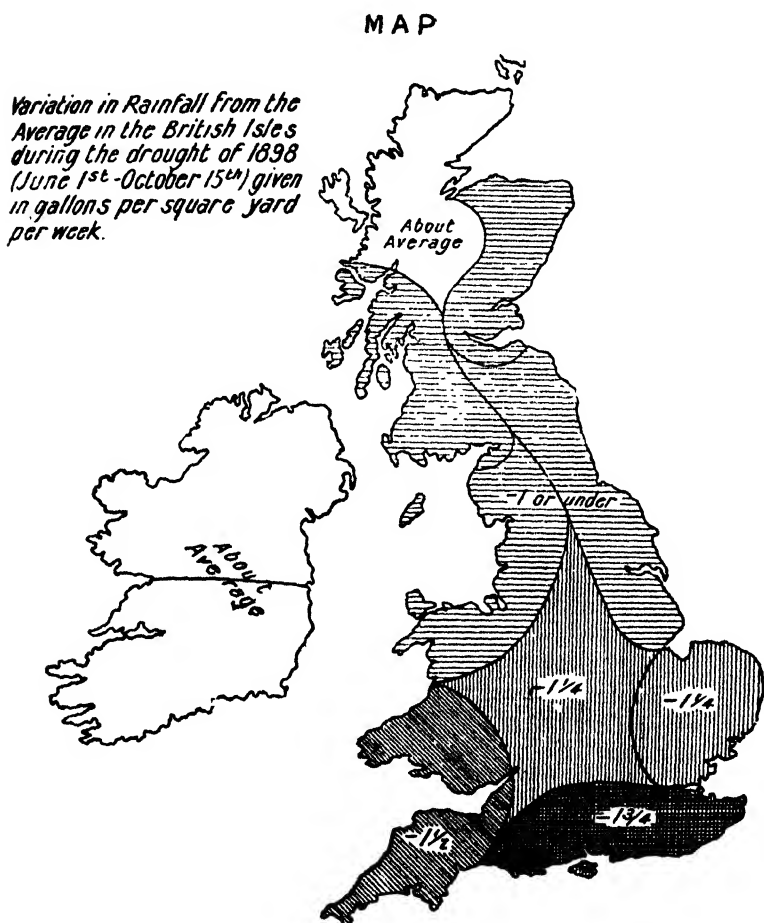 MAP
Variation in Rainfall from the
Average in the British Isles
during the drought of 1898
(June 1st - October 15th) given
in gallons per square yard
per week.
About
Average
-1 or under
About
Average
-1¼
-1¼
-1¾
-1½